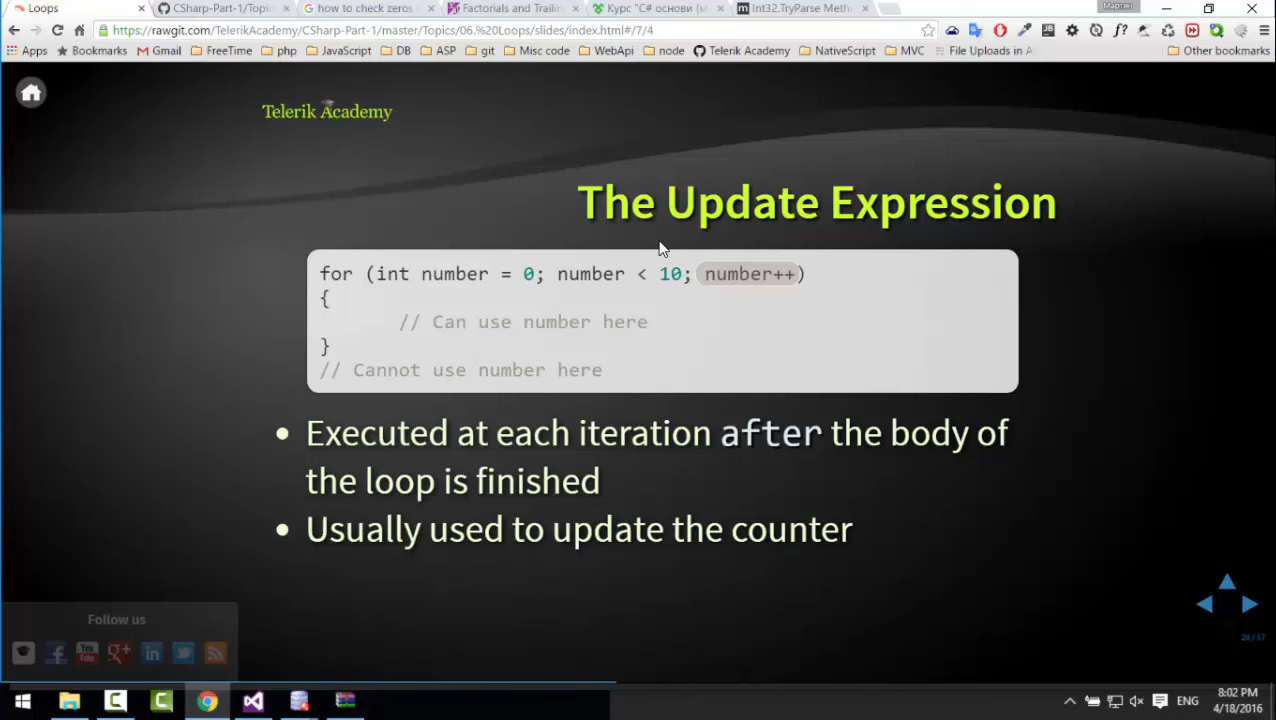 Loops
CSharp-Part-1/Topic
how to check zeros
Factorials and Trailin
Курс "C# основи (м
Int32.TryParse Meth
Мартин
https://rawgit.com/TelerikAcademy/CSharp-Part-1/master/Topics/06.%20Loops/slides/index.html#/7/4
Apps Bookmarks Gmail FreeTime php JavaScript DB ASP git Misc code WebApi node Telerik Academy NativeScript MVC File Uploads in A Other bookmarks
Telerik Academy
The Update Expression
for (int number = 0; number < 10; number++)
{
// Can use number here
}
// Cannot use number here
• Executed at each iteration after the body of
the loop is finished
• Usually used to update the counter
Follow us
You
Tube
20 / 57
8:02 PM
ENG
4/18/2016